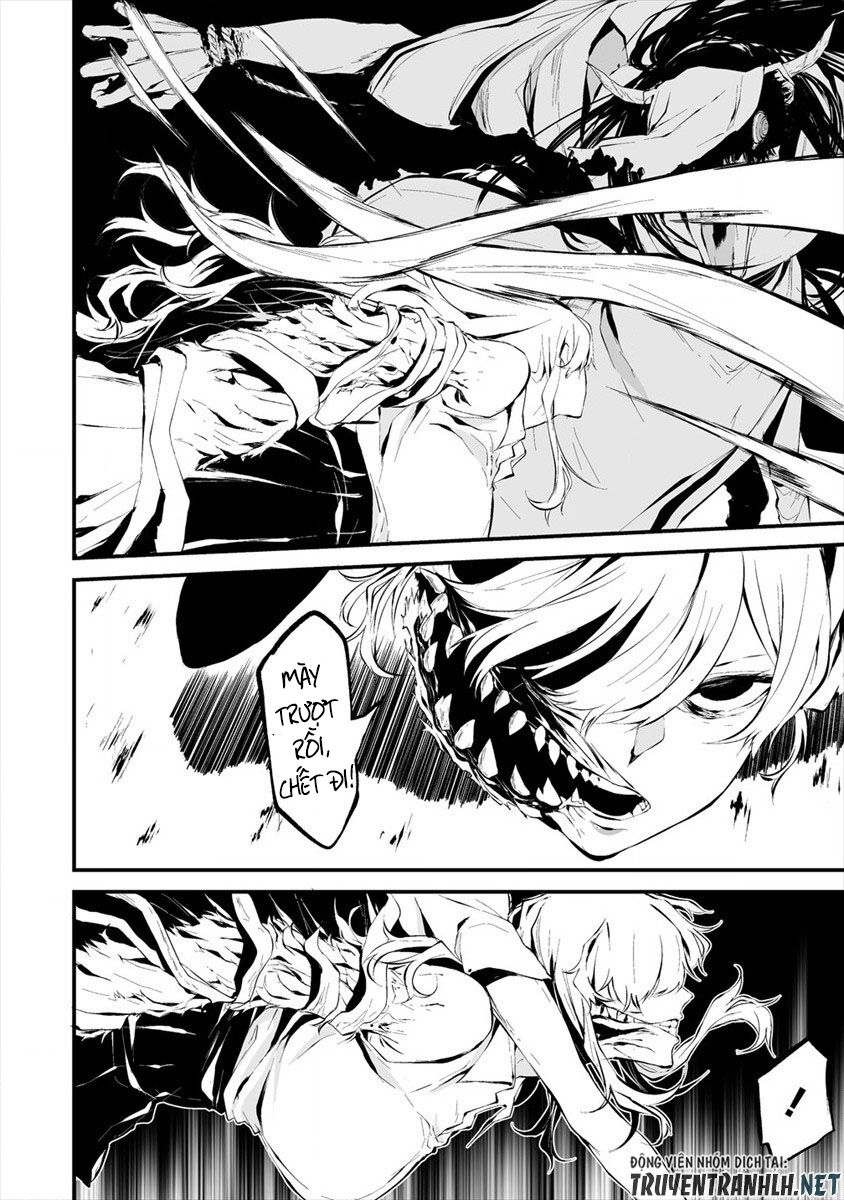 MÀY
TRƯỢT
RỒI,
CHẾT ĐI!
!
ĐỘNG VIÊN NHÓM DỊCH TẠI:
TRUYENTRANHLH.NET